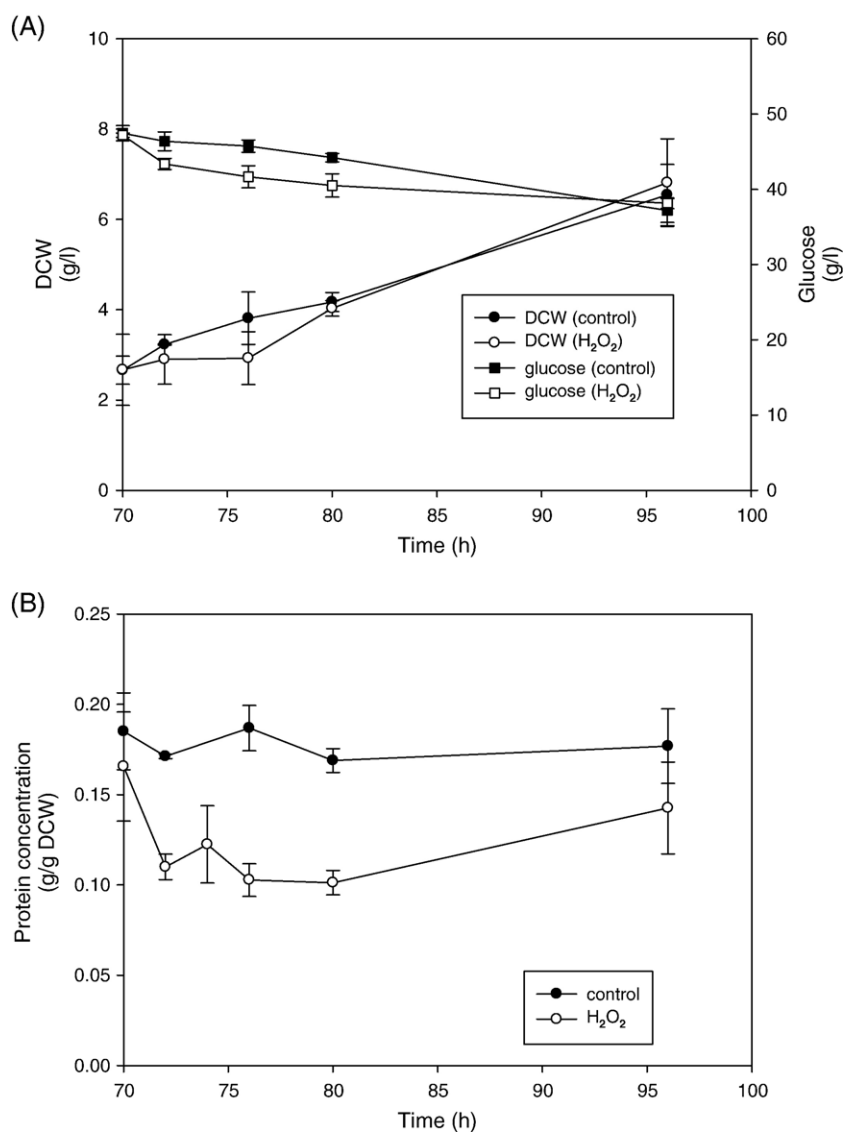 (A)
10
8
6
4
2
0
DCW
(g/l)
60
50
40
30
20
10
0
Glucose
(g/l)
DCW (control)
DCW (H₂O₂)
glucose (control)
glucose (H₂O₂)
70 75 80 85 90 95 100
Time (h)
(B)
0.25
0.20
0.15
0.10
0.05
0.00
Protein concentration
(g/g DCW)
control
H₂O₂
70 75 80 85 90 95 100
Time (h)